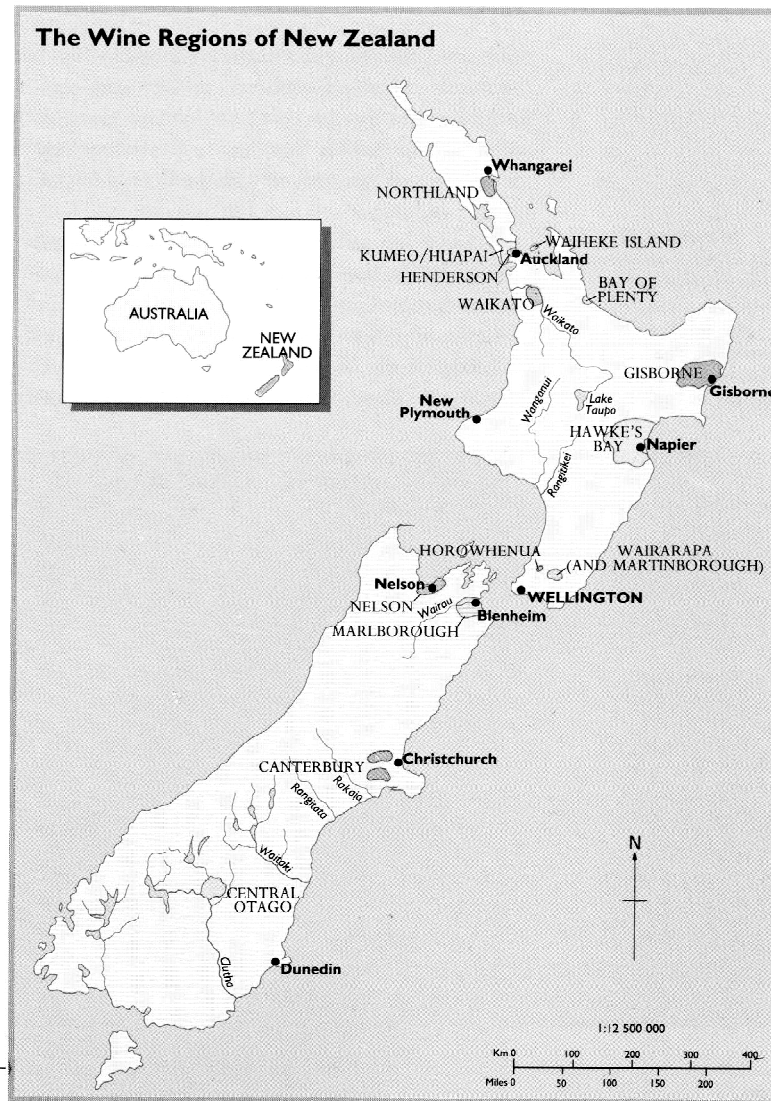 The Wine Regions of New Zealand
Whangarei
NORTHLAND
WAIHEKE ISLAND
KUMEO/HUAPAI
Auckland
HENDERSON
BAY OF
PLENTY
WAIKATO
Waikato
AUSTRALIA
NEW
ZEALAND
GISBORNE
Gisborne
New
Plymouth
Wanganui
Lake
Taupo
HAWKE'S
BAY
Napier
Rangitikei
HOROWHENUA
WAIRARAPA
(AND MARTINBOROUGH)
Nelson
NELSON
WELLINGTON
Wairau
Blenheim
MARLBOROUGH
Christchurch
CANTERBURY
Rakaia
Rangitata
N
Waitaki
CENTRAL
OTAGO
Clutha
Dunedin
1:12 500 000
Km 0 100 200 300 400
Miles 0 50 100 150 200